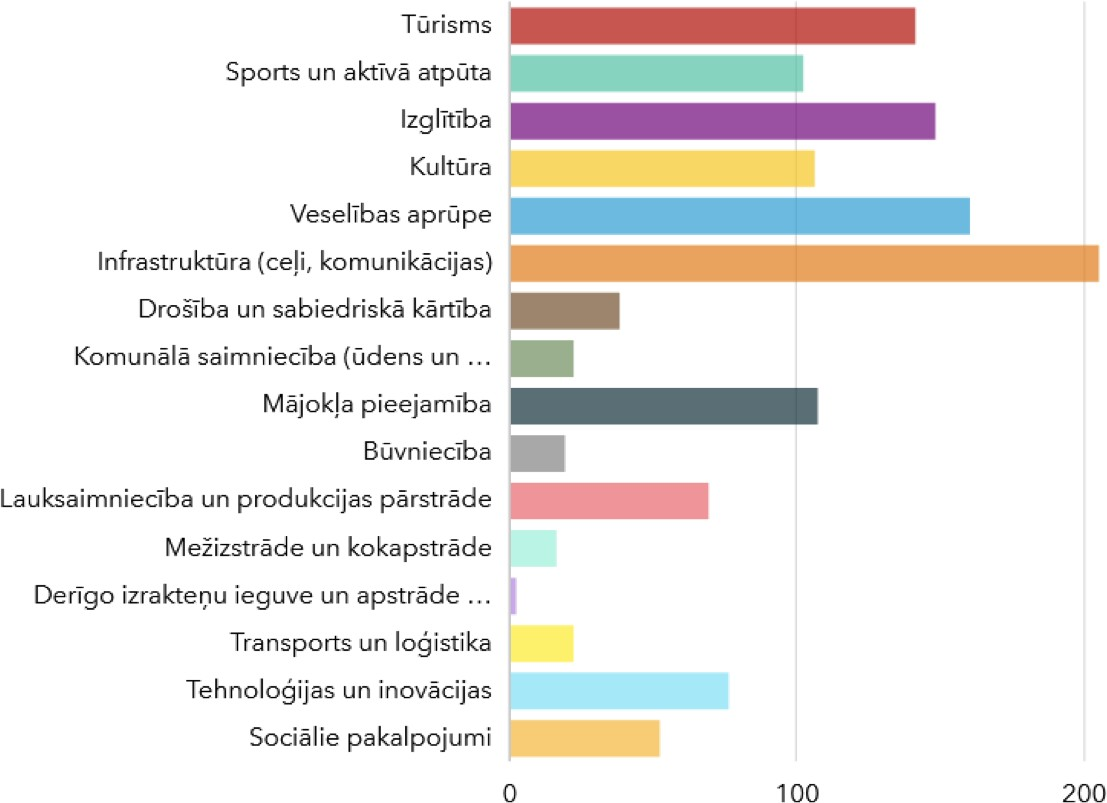 Tūrisms
Sports un aktīvā atpūta
Izglītība
Kultūra
Veselības aprūpe
Infrastruktūra (ceļi, komunikācijas)
Drošība un sabiedriskā kārtība
Komunālā saimniecība (ūdens un ...
Mājokļa pieejamība
Būvniecība
Lauksaimniecība un produkcijas pārstrāde
Mežizstrāde un kokapstrāde
Derīgo izrakteņu ieguve un apstrāde ...
Transports un loģistika
Tehnoloģijas un inovācijas
Sociālie pakalpojumi
0 100 200